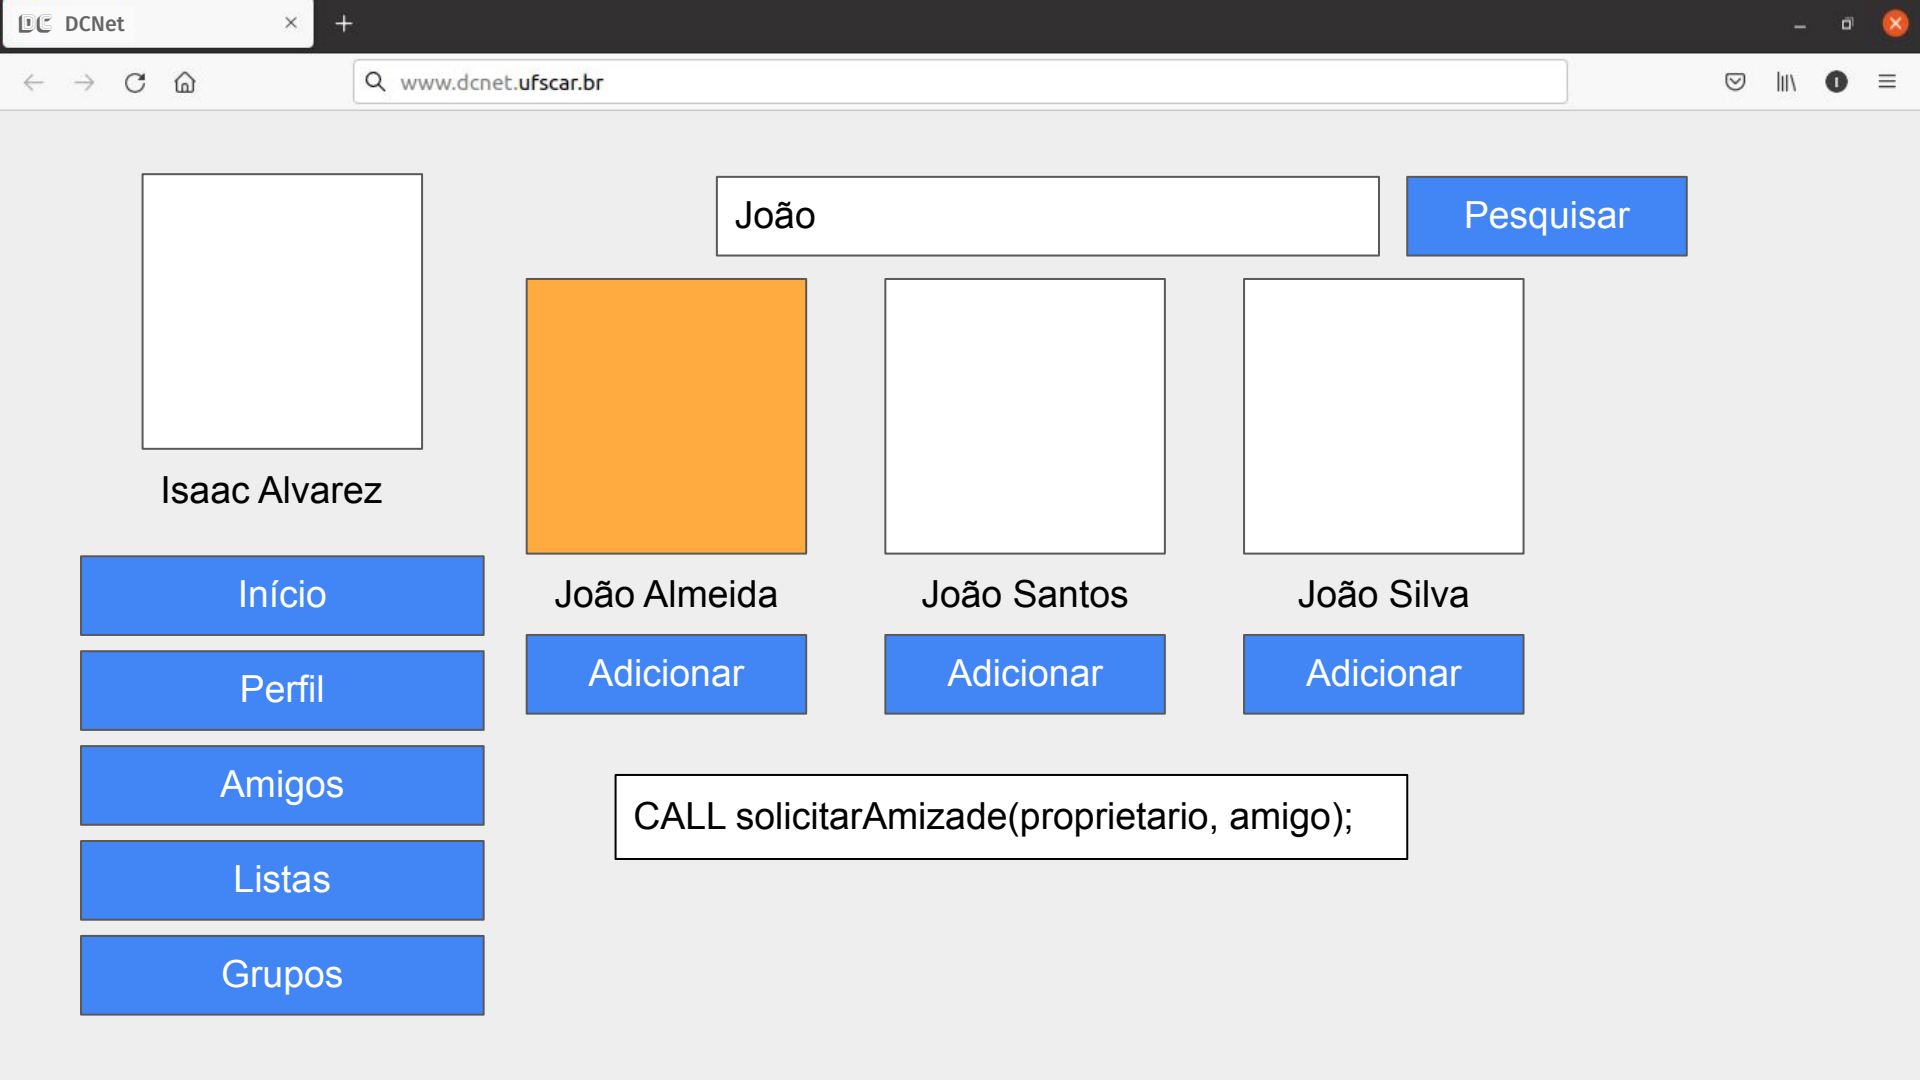 DC DCNet
www.dcnet.ufscar.br
João
Pesquisar
Isaac Alvarez
Início
Perfil
Amigos
Listas
Grupos
João Almeida
João Santos
João Silva
Adicionar
Adicionar
Adicionar
CALL solicitarAmizade(proprietario, amigo);